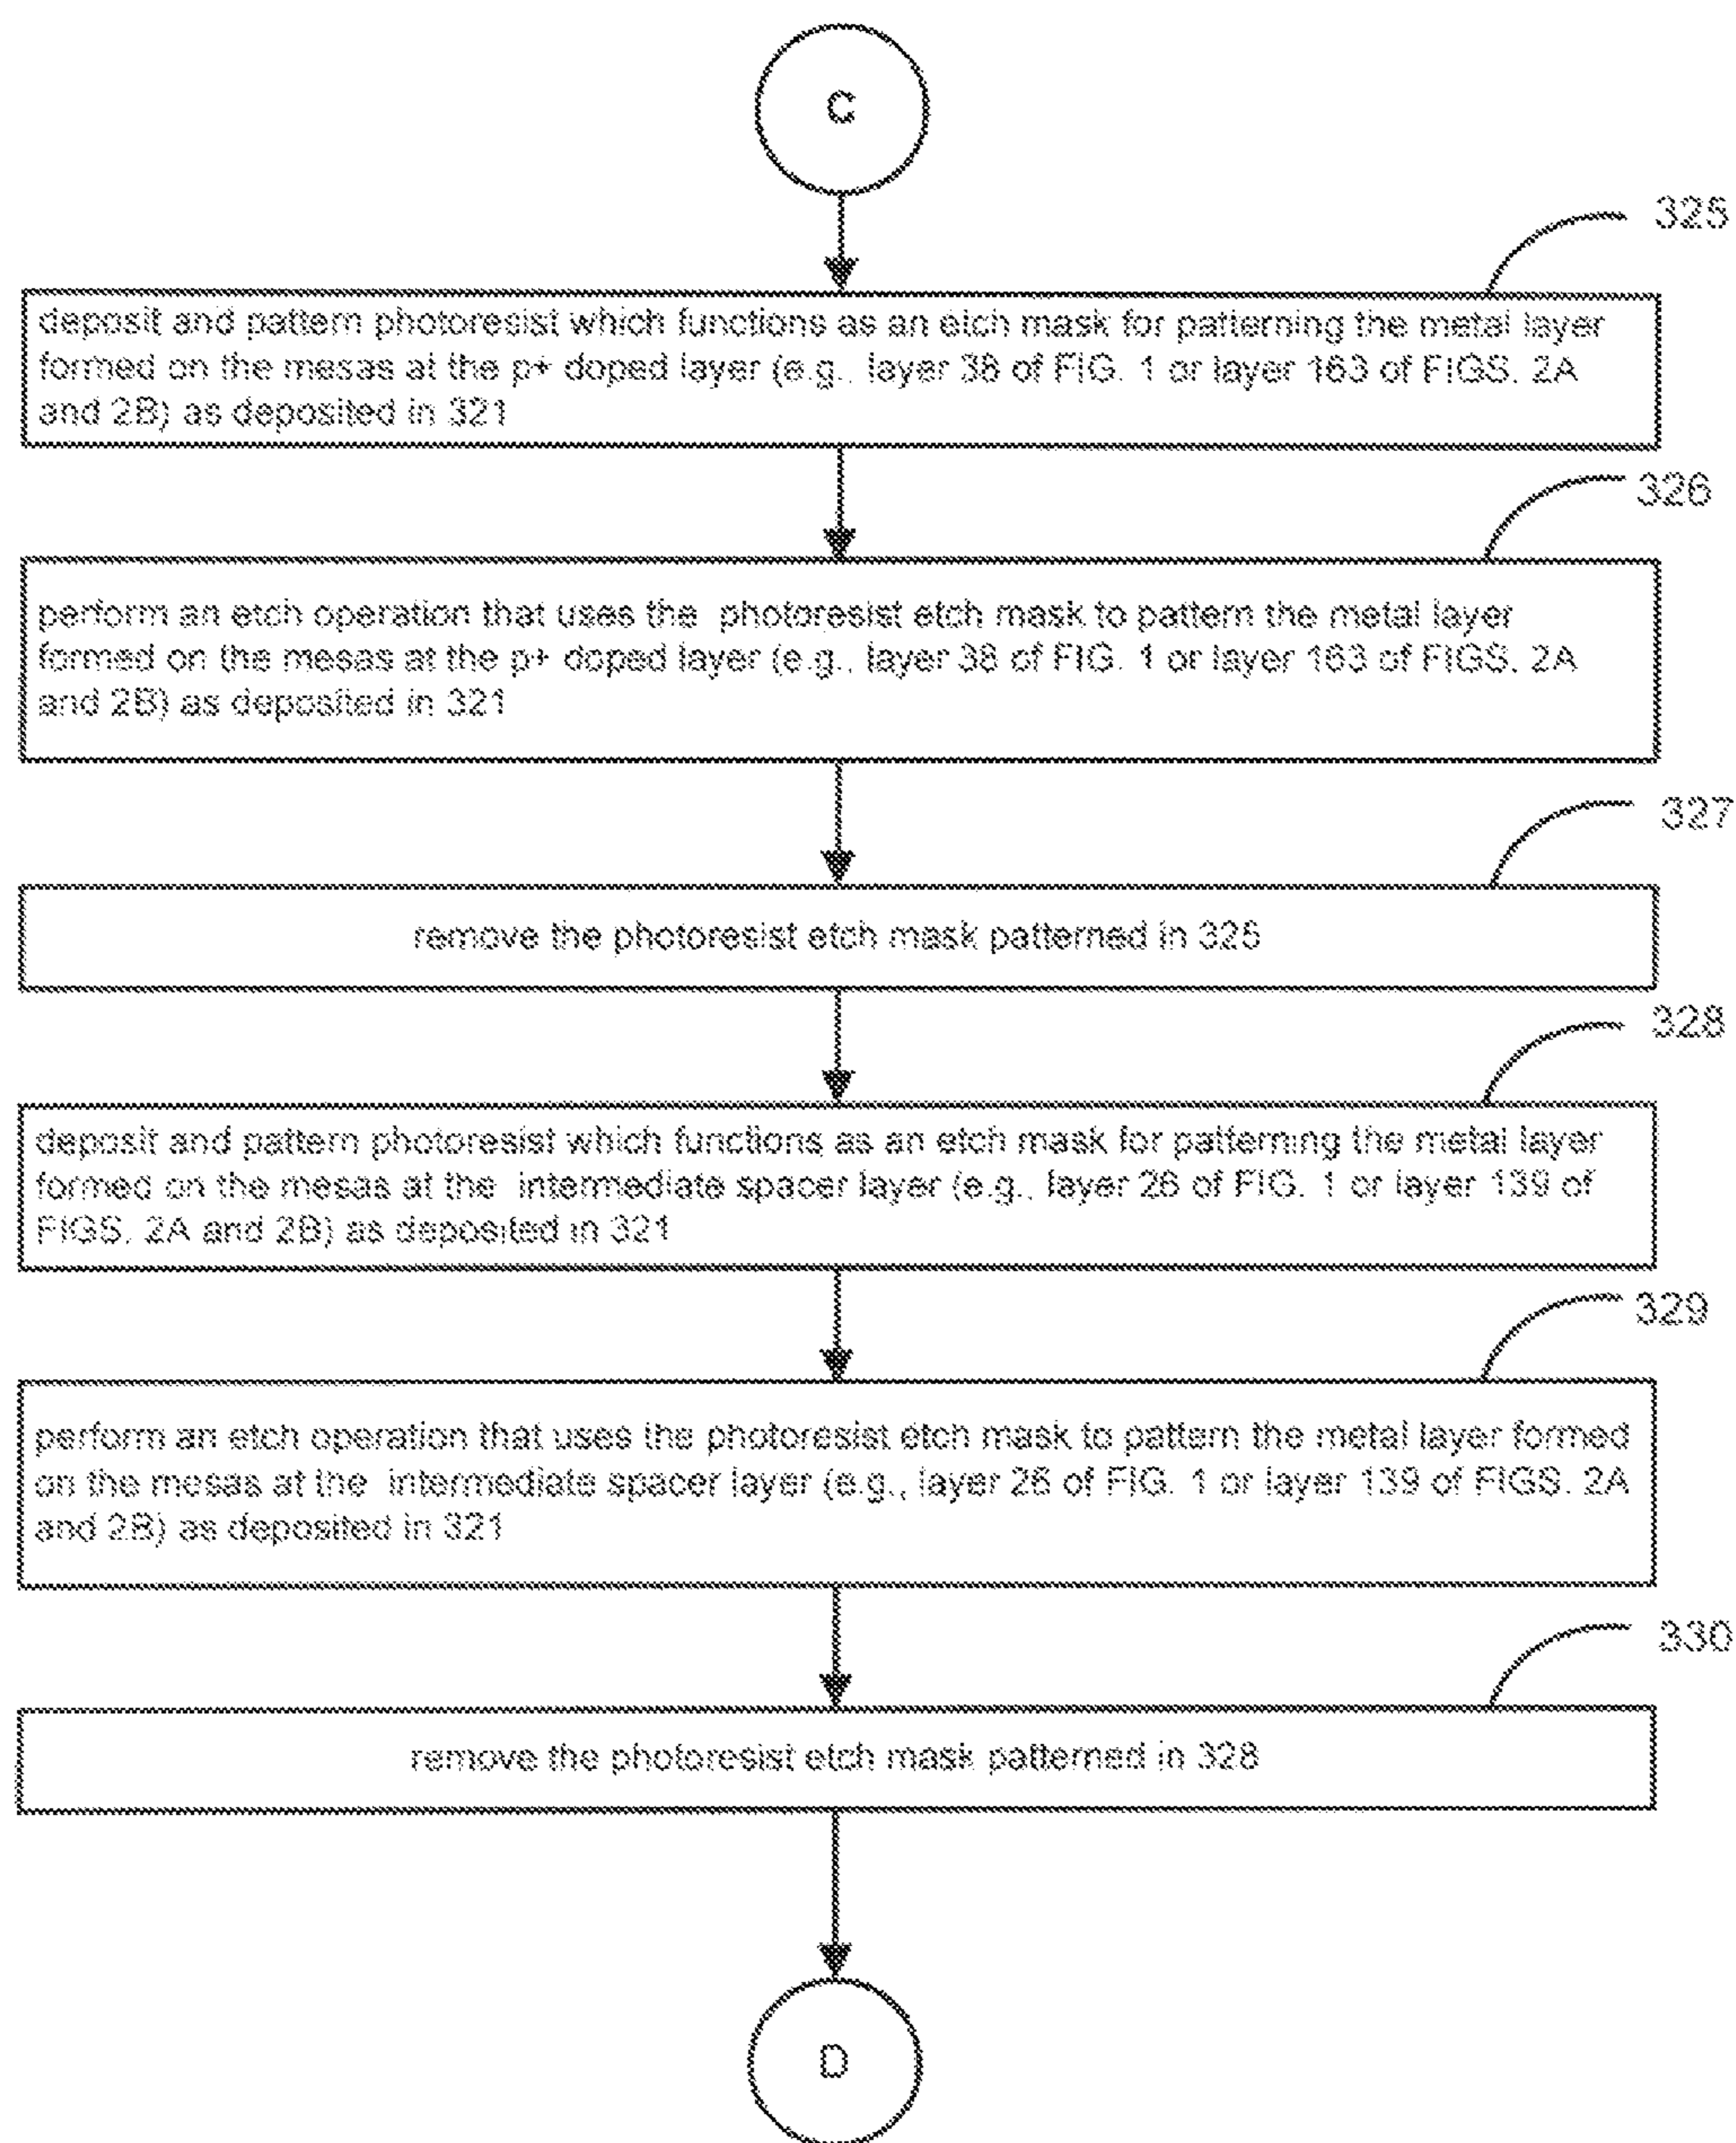 C
325
deposit and pattern photoresist which functions as an etch mask for patterning the metal layer
formed on the mesas at the p+ doped layer (e.g., layer 38 of FIG. 1 or layer 163 of FIGS. 2A
and 2B) as deposited in 321
326
perform an etch operation that uses the photoresist etch mask to pattern the metal layer
formed on the mesas at the p+ doped layer (e.g., layer 38 of FIG. 1 or layer 163 of FIGS. 2A
and 2B) as deposited in 321
327
remove the photoresist etch mask patterned in 325
328
deposit and pattern photoresist which functions as an etch mask for patterning the metal layer
formed on the mesas at the intermediate spacer layer (e.g., layer 26 of FIG. 1 or layer 139 of
FIGS. 2A and 2B) as deposited in 321
329
perform an etch operation that uses the photoresist etch mask to pattern the metal layer formed
on the mesas at the intermediate spacer layer (e.g., layer 26 of FIG. 1 or layer 139 of FIGS. 2A
and 2B) as deposited in 321
330
remove the photoresist etch mask patterned in 328
D